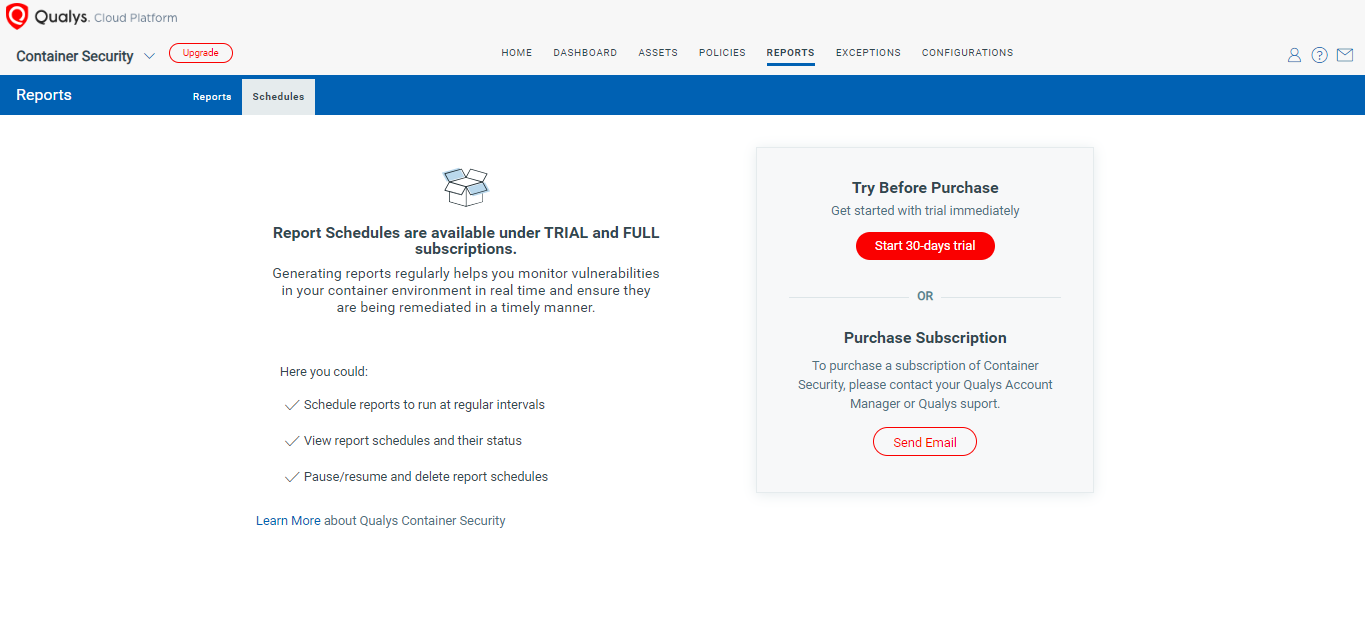 Qualys. Cloud Platform
Container Security
Upgrade
HOME DASHBOARD ASSETS POLICIES REPORTS EXCEPTIONS CONFIGURATIONS
?
Reports
Reports Schedules
Report Schedules are available under TRIAL and FULL
subscriptions.
Generating reports regularly helps you monitor vulnerabilities
in your container environment in real time and ensure they
are being remediated in a timely manner.
Here you could:
Schedule reports to run at regular intervals
View report schedules and their status
Pause/resume and delete report schedules
Learn More about Qualys Container Security
Try Before Purchase
Get started with trial immediately
Start 30-days trial
OR
Purchase Subscription
To purchase a subscription of Container
Security, please contact your Qualys Account
Manager or Qualys suport.
Send Email